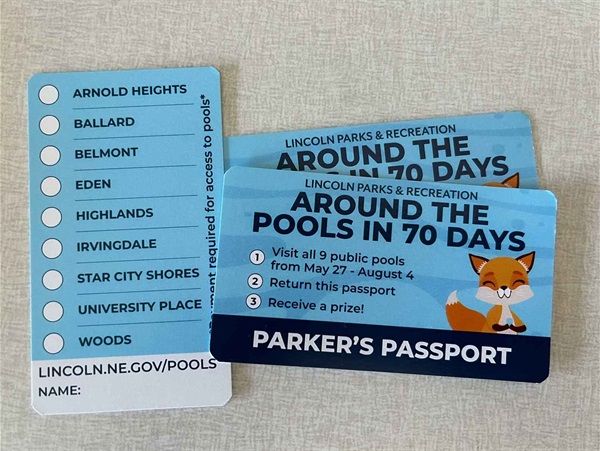 ARNOLD HEIGHTS
BALLARD
BELMONT
EDEN
HIGHLANDS
IRVINGDALE
STAR CITY SHORES
UNIVERSITY PLACE
WOODS
required for access to pools*
LINCOLN.NE.GOV/POOLS
NAME:
LINCOLN PARKS & RECREATION
AROUND THE
IN 70 DAYS
LINCOLN PARKS & RECREATION
AROUND THE
POOLS IN 70 DAYS
1 Visit all 9 public pools
from May 27 - August 4
2 Return this passport
3 Receive a prize!
PARKER'S PASSPORT